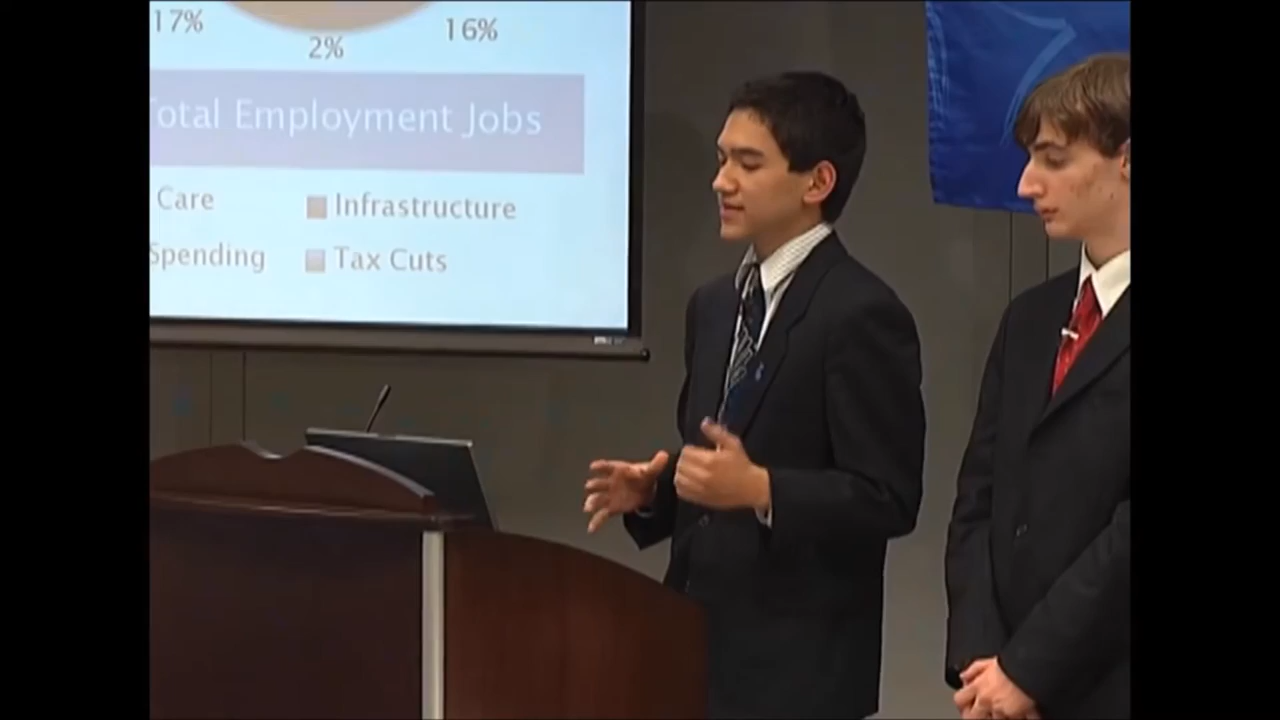 17%
2%
16%
Total Employment Jobs
Care
Infrastructure
Spending
Tax Cuts